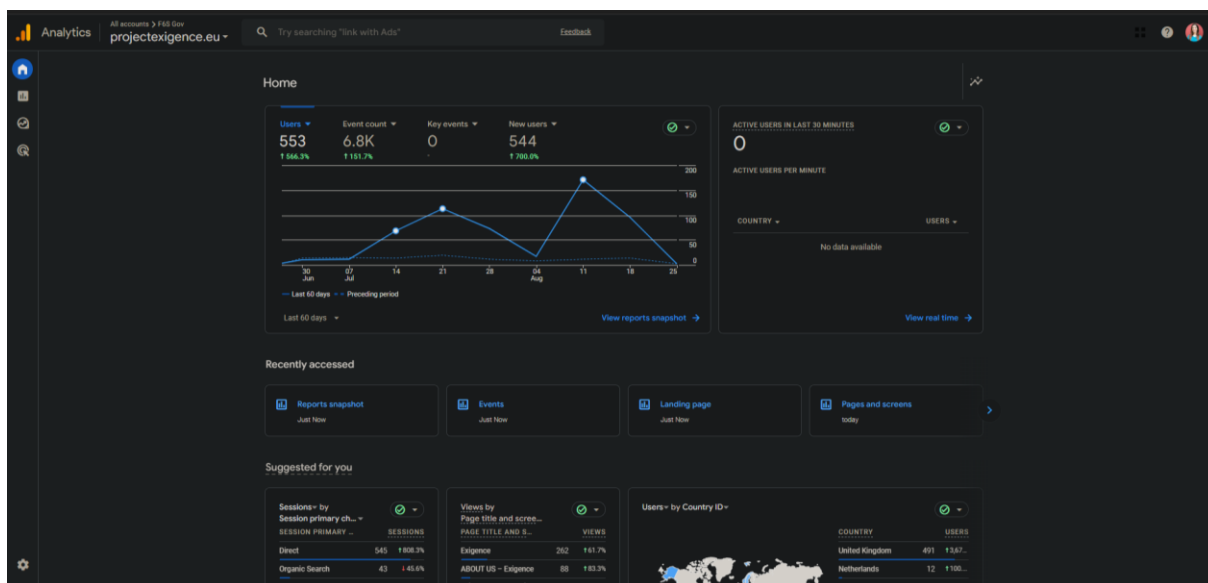 All accounts > F6S Gov
Analytics
projectexigence.eu
Try searching "link with Ads"
Feedback
Home
Users
Event count
Key events
New users
553
6.8K
0
544
↑ 566.3%
↑ 151.7%
-
↑ 700.0%
200
150
100
50
0
30 Jun
07 Jul
14
21
28
04 Aug
11
18
25
Last 60 days
Preceding period
Last 60 days
View reports snapshot →
ACTIVE USERS IN LAST 30 MINUTES
0
ACTIVE USERS PER MINUTE
COUNTRY
USERS
No data available
View real time →
Recently accessed
Reports snapshot
Just Now
Events
Just Now
Landing page
Just Now
Pages and screens
today
Suggested for you
Sessions by
Session primary ch...
SESSION PRIMARY ...
SESSIONS
Direct 545 ↑ 808.3%
Organic Search 43 ↓ 45.6%
Views by
Page title and scree...
PAGE TITLE AND S...
VIEWS
Exigence 262 ↑ 61.7%
ABOUT US – Exigence 88 ↑ 83.3%
Users by Country ID
COUNTRY
USERS
United Kingdom 491 ↑ 3,67...
Netherlands 12 ↑ 100...